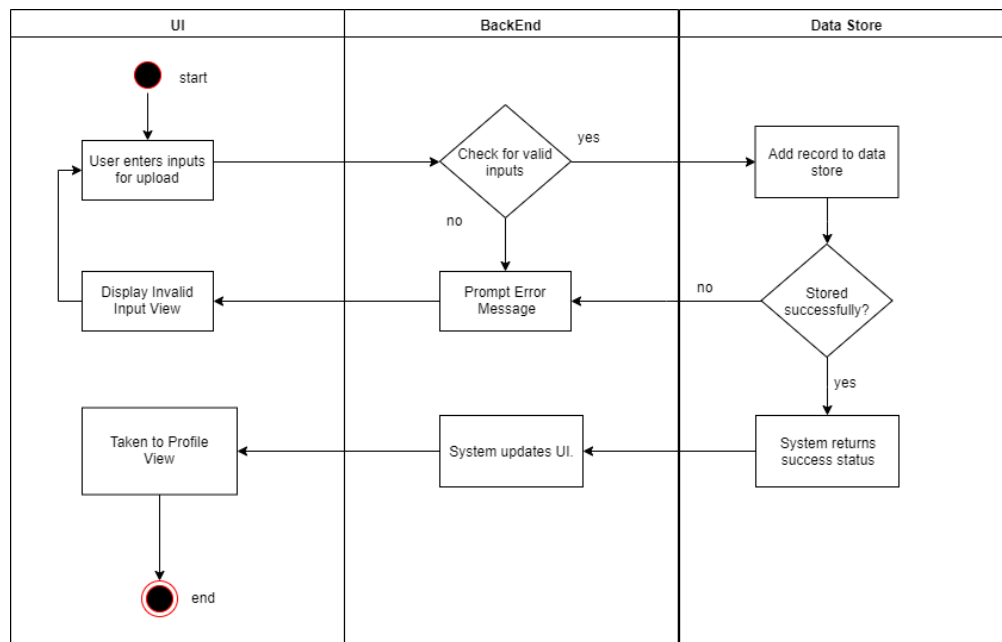 UI
BackEnd
Data Store
start
User enters inputs
for upload
Check for valid
inputs
yes
Add record to data
store
no
Display Invalid
Input View
Prompt Error
Message
no
Stored
successfully?
yes
Taken to Profile
View
System updates UI.
System returns
success status
end